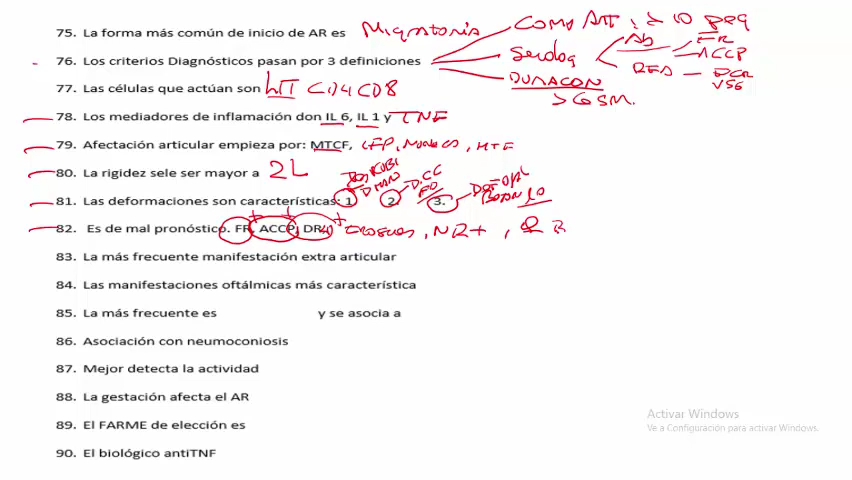 75. La forma más común de inicio de AR es Migratoria Como ART : > 10 peq
76. Los criterios Diagnósticos pasan por 3 definiciones Serolog Ab FR ACCP
DURACION REA — PCR VSG
> 6 SM.
77. Las células que actúan son LT CD4 CD8
78. Los mediadores de inflamación don IL 6, IL 1 y TNF
79. Afectación articular empieza por: MTCF, IFP, Muñecas, MTF
80. La rigidez sele ser mayor a 2 L
81. Las deformaciones son características: 1 2. 3.
82. Es de mal pronóstico. FR, ACCP, DR4 + Erosiones, NR+,
83. La más frecuente manifestación extra articular
84. Las manifestaciones oftálmicas más característica
85. La más frecuente es y se asocia a
86. Asociación con neumoconiosis
87. Mejor detecta la actividad
88. La gestación afecta el AR
89. El FARME de elección es
90. El biológico antiTNF
Activar Windows
Ve a Configuración para activar Windows.